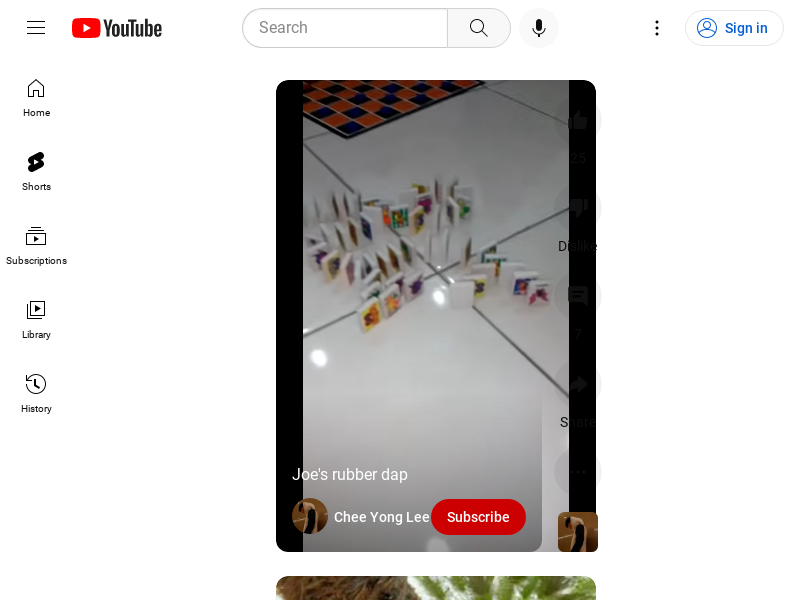 YouTube
Search
Sign in
Home
Shorts
Subscriptions
Library
History
25
Dislike
7
Share
Joe's rubber dap
Chee Yong Lee
Subscribe